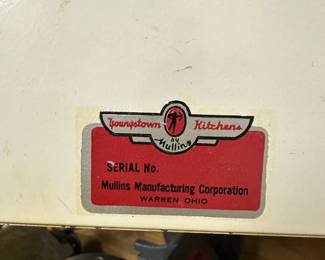 Youngstown Kitchens
by
Mullins
SERIAL No.
Mullins Manufacturing Corporation
WARREN OHIO